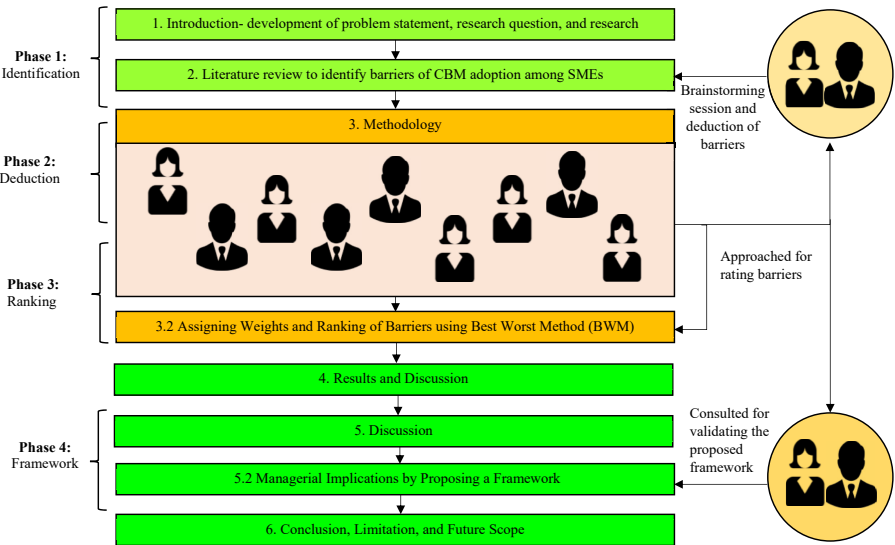 1. Introduction- development of problem statement, research question, and research
Phase 1:
Identification
2. Literature review to identify barriers of CBM adoption among SMEs
Brainstorming
session and
deduction of
barriers
3. Methodology
Phase 2:
Deduction
Approached for
rating barriers
Phase 3:
Ranking
3.2 Assigning Weights and Ranking of Barriers using Best Worst Method (BWM)
4. Results and Discussion
Consulted for
validating the
proposed
framework
5. Discussion
Phase 4:
Framework
5.2 Managerial Implications by Proposing a Framework
6. Conclusion, Limitation, and Future Scope